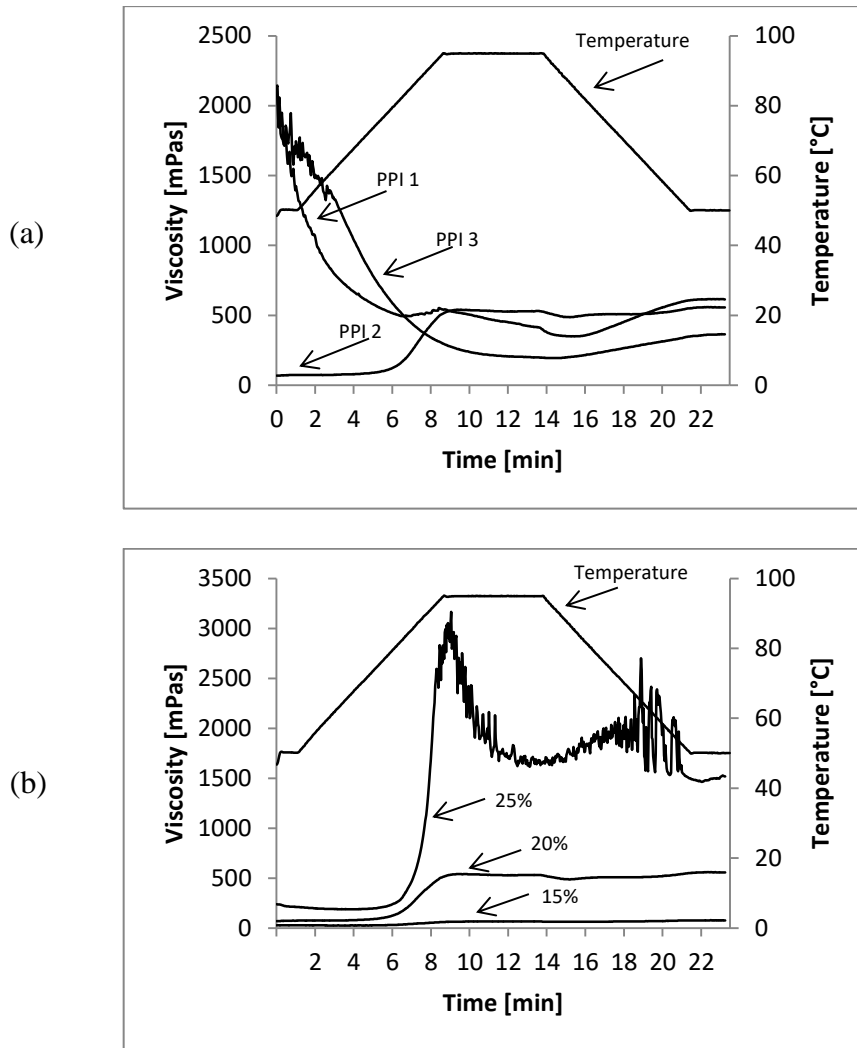 (a)
Viscosity [mPas]
2500
2000
1500
1000
500
0
Temperature
PPI 1
PPI 3
PPI 2
100
80
60
40
20
0
Temperature [°C]
0 2 4 6 8 10 12 14 16 18 20 22
Time [min]
(b)
Viscosity [mPas]
3500
3000
2500
2000
1500
1000
500
0
Temperature
25%
20%
15%
100
80
60
40
20
0
Temperature [°C]
2 4 6 8 10 12 14 16 18 20 22
Time [min]